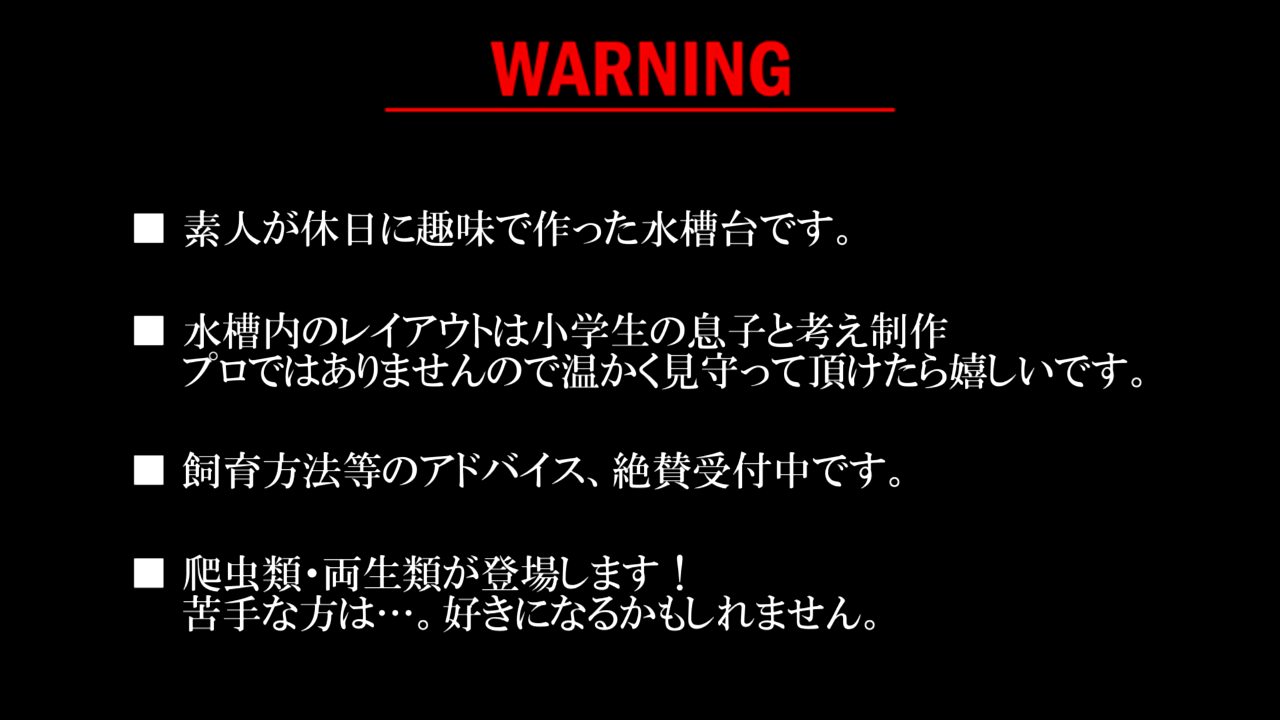 WARNING
■ 素人が休日に趣味で作った水槽台です。
■ 水槽内のレイアウトは小学生の息子と考え制作
プロではありませんので温かく見守って頂けたら嬉しいです。
■ 飼育方法等のアドバイス、絶賛受付中です。
■ 爬虫類・両生類が登場します！
苦手な方は…。好きになるかもしれません。